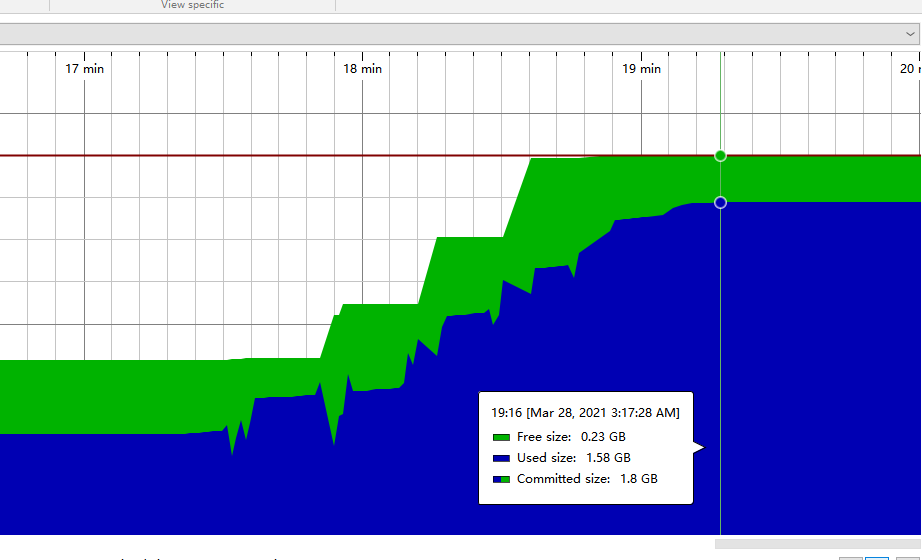 View specific
17 min
18 min
19 min
20
19:16 [Mar 28, 2021 3:17:28 AM]
Free size: 0.23 GB
Used size: 1.58 GB
Committed size: 1.8 GB